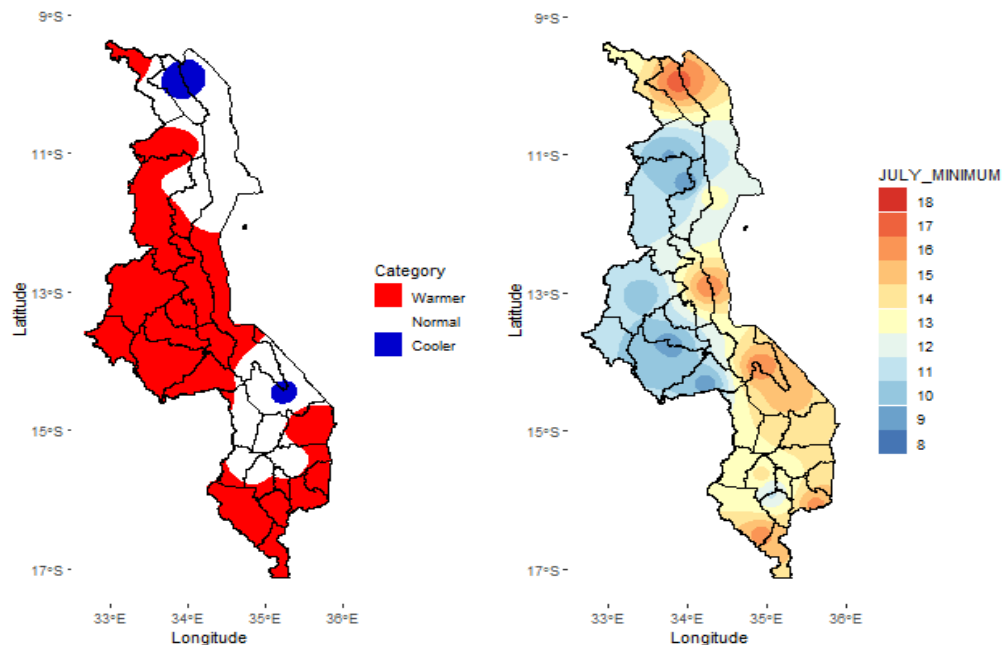 9°S
11°S
13°S
15°S
17°S
Latitude
33°E 34°E 35°E 36°E
Longitude
Category
Warmer
Normal
Cooler
9°S
11°S
13°S
15°S
17°S
Latitude
33°E 34°E 35°E 36°E
Longitude
JULY_MINIMUM
18
17
16
15
14
13
12
11
10
9
8